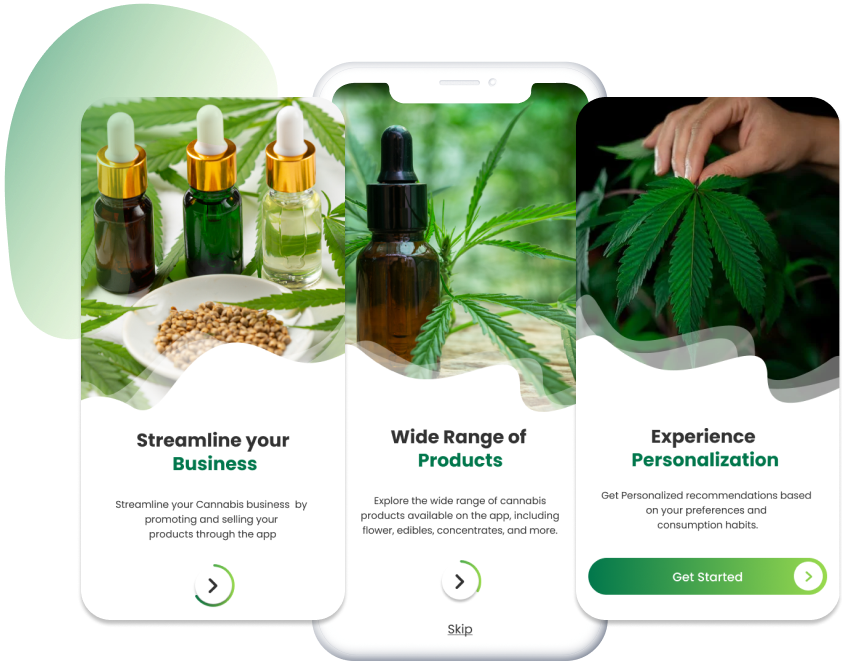 Streamline your
Business
Streamline your Cannabis business by
promoting and selling your
products through the app
Wide Range of
Products
Explore the wide range of cannabis
products available on the app, including
flower, edibles, concentrates, and more.
Skip
Experience
Personalization
Get Personalized recommendations based
on your preferences and
consumption habits.
Get Started